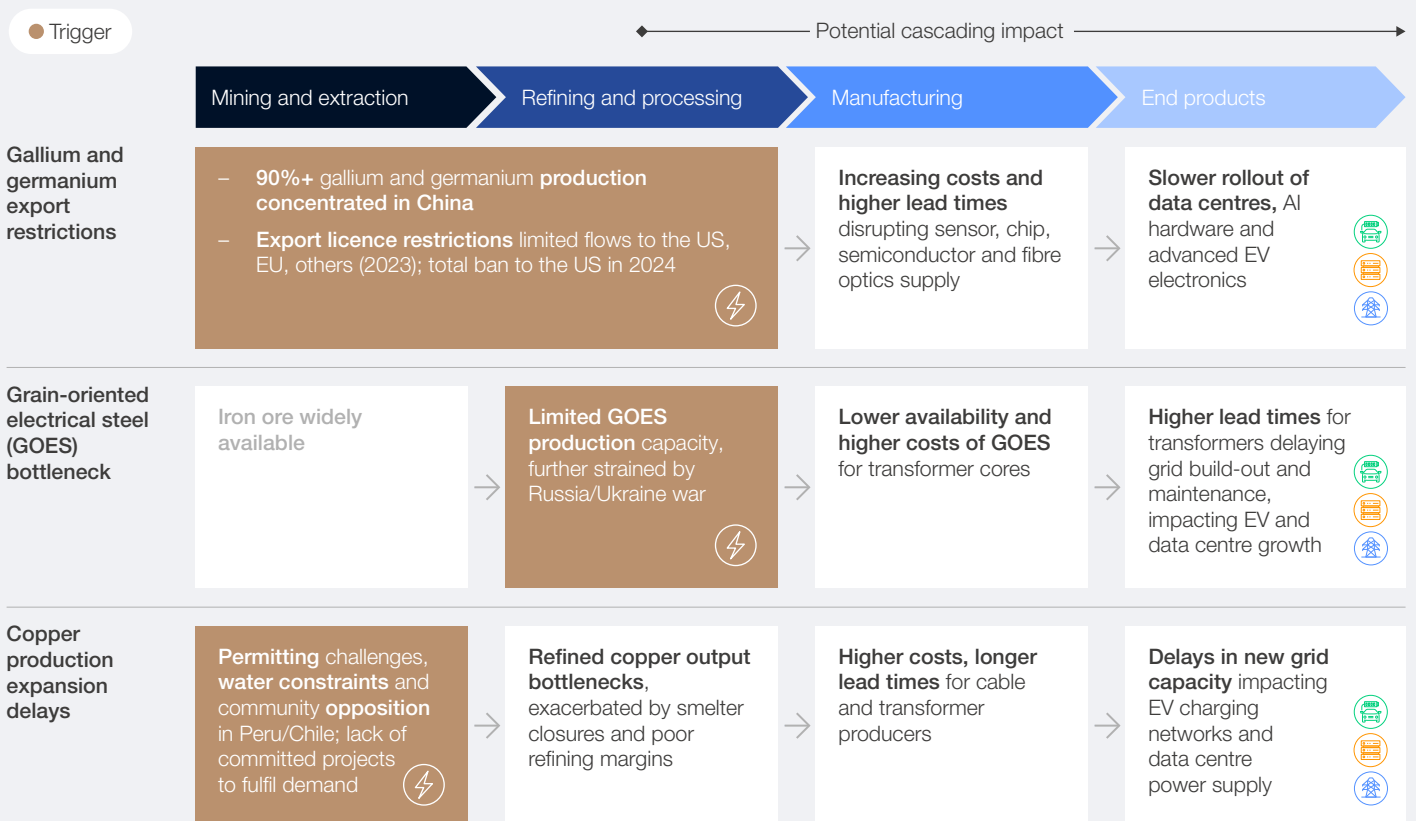 Trigger
Potential cascading impact
Mining and extraction
Refining and processing
Manufacturing
End products
Gallium and
germanium
export
restrictions
– 90%+ gallium and germanium production
concentrated in China
– Export licence restrictions limited flows to the US,
EU, others (2023); total ban to the US in 2024
Increasing costs and
higher lead times
disrupting sensor, chip,
semiconductor and fibre
optics supply
Slower rollout of
data centres, AI
hardware and
advanced EV
electronics
Grain-oriented
electrical steel
(GOES)
bottleneck
Iron ore widely
available
Limited GOES
production capacity,
further strained by
Russia/Ukraine war
Lower availability and
higher costs of GOES
for transformer cores
Higher lead times for
transformers delaying
grid build-out and
maintenance,
impacting EV and
data centre growth
Copper
production
expansion
delays
Permitting challenges,
water constraints and
community opposition
in Peru/Chile; lack of
committed projects
to fulfil demand
Refined copper output
bottlenecks,
exacerbated by smelter
closures and poor
refining margins
Higher costs, longer
lead times for cable
and transformer
producers
Delays in new grid
capacity impacting
EV charging
networks and
data centre
power supply